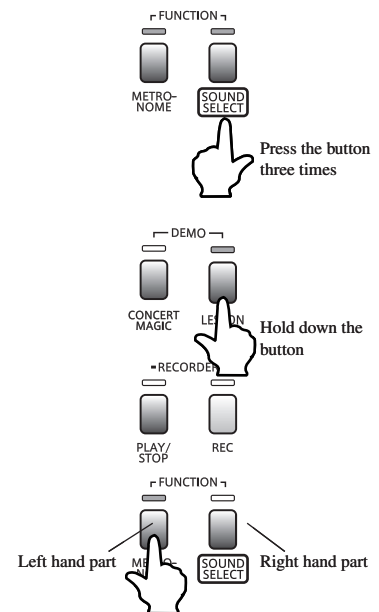 FUNCTION
METRO-
NOME
SOUND
SELECT
Press the button
three times
DEMO
CONCERT
MAGIC
Hold down the
button
RECORDER
PLAY/
STOP
REC
FUNCTION
Left hand part
SOUND
SELECT
Right hand part